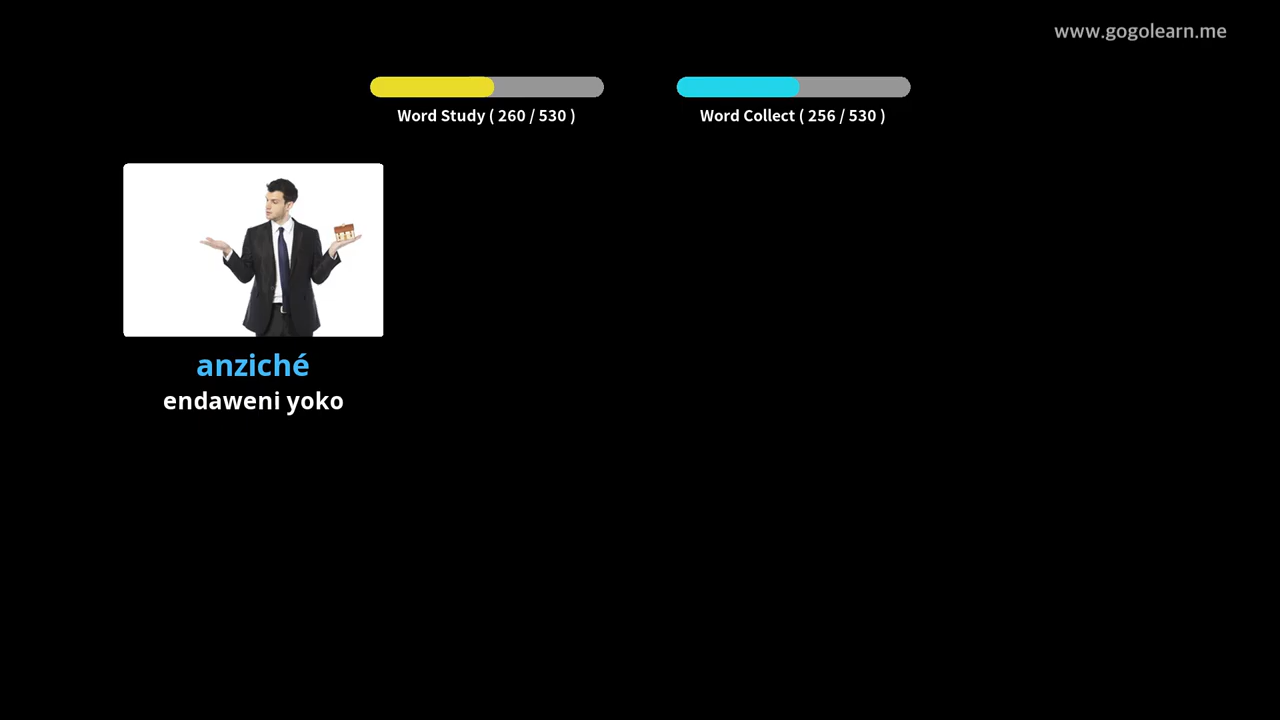 www.gogolearn.me
Word Study ( 260 / 530 )
Word Collect ( 256 / 530 )
anziché
endaweni yoko